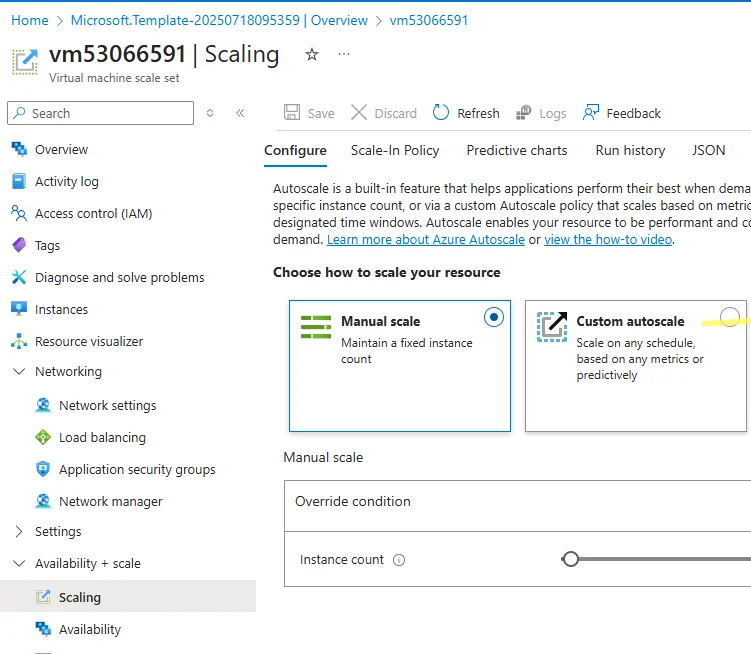 Home > Microsoft.Template-20250718095359 | Overview > vm53066591
vm53066591 | Scaling
Virtual machine scale set
Search
Save
Discard
Refresh
Logs
Feedback
Overview
Activity log
Access control (IAM)
Tags
Diagnose and solve problems
Instances
Resource visualizer
Networking
Network settings
Load balancing
Application security groups
Network manager
Settings
Availability + scale
Scaling
Availability
Configure
Scale-In Policy
Predictive charts
Run history
JSON
Autoscale is a built-in feature that helps applications perform their best when dema
specific instance count, or via a custom Autoscale policy that scales based on metric
designated time windows. Autoscale enables your resource to be performant and co
demand. Learn more about Azure Autoscale or view the how-to video.
Choose how to scale your resource
Manual scale
Maintain a fixed instance
count
Custom autoscale
Scale on any schedule,
based on any metrics or
predictively
Manual scale
Override condition
Instance count